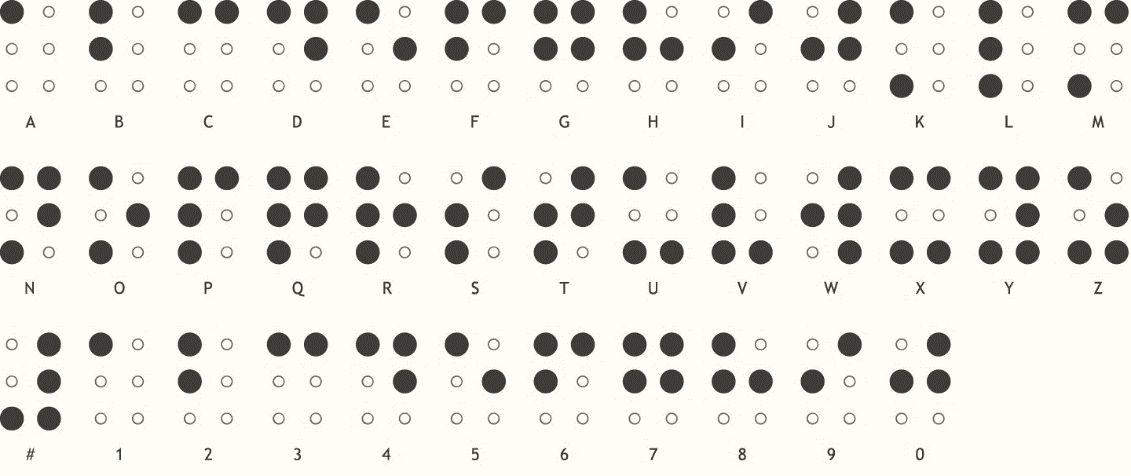 A B C D E F G H I J K L M
N O P Q R S T U V W X Y Z
# 1 2 3 4 5 6 7 8 9 0